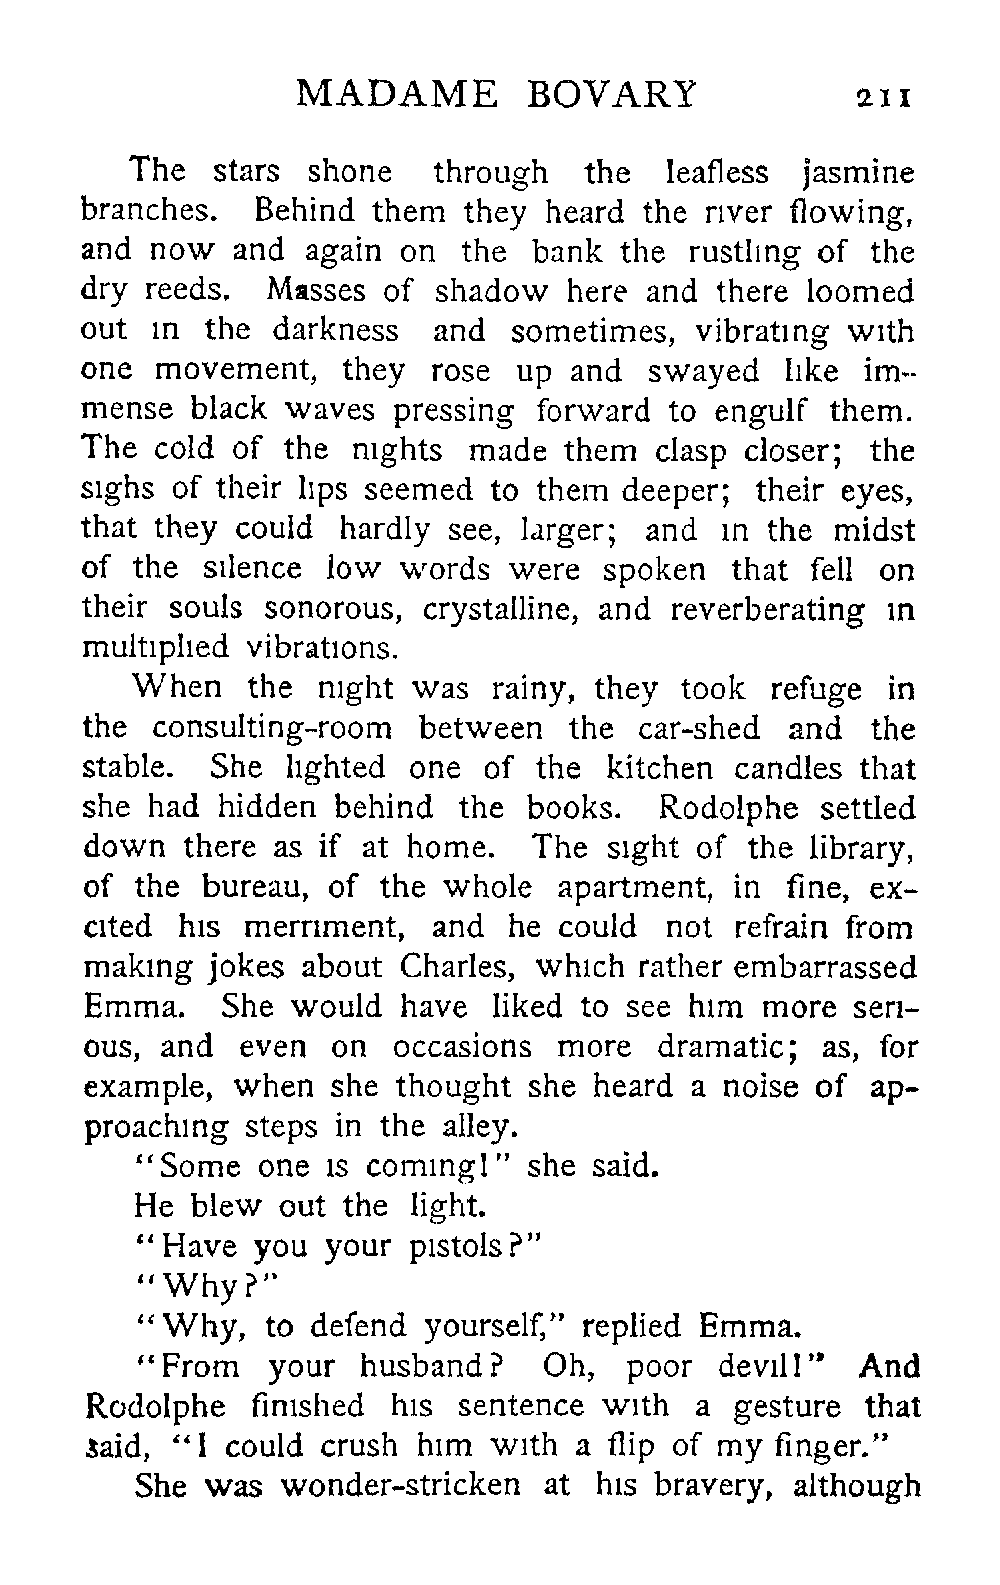 MADAME BOVARY 211
The stars shone through the leafless jasmine
branches. Behind them they heard the river flowing,
and now and again on the bank the rustling of the
dry reeds. Masses of shadow here and there loomed
out in the darkness and sometimes, vibrating with
one movement, they rose up and swayed like im-
mense black waves pressing forward to engulf them.
The cold of the nights made them clasp closer; the
sighs of their lips seemed to them deeper; their eyes,
that they could hardly see, larger; and in the midst
of the silence low words were spoken that fell on
their souls sonorous, crystalline, and reverberating in
multiplied vibrations.
When the night was rainy, they took refuge in
the consulting-room between the car-shed and the
stable. She lighted one of the kitchen candles that
she had hidden behind the books. Rodolphe settled
down there as if at home. The sight of the library,
of the bureau, of the whole apartment, in fine, ex-
cited his merriment, and he could not refrain from
making jokes about Charles, which rather embarrassed
Emma. She would have liked to see him more seri-
ous, and even on occasions more dramatic; as, for
example, when she thought she heard a noise of ap-
proaching steps in the alley.
"Some one is coming!" she said.
He blew out the light.
"Have you your pistols?"
"Why?"
"Why, to defend yourself," replied Emma.
"From your husband? Oh, poor devil!" And
Rodolphe finished his sentence with a gesture that
said, "I could crush him with a flip of my finger."
She was wonder-stricken at his bravery, although